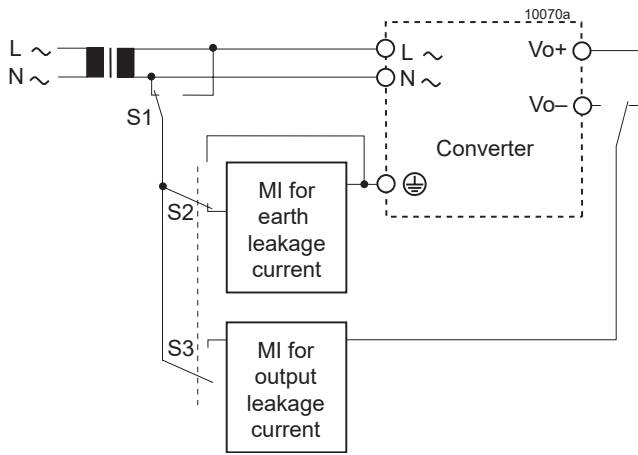 10070a
L ∼
N ∼
L ∼
N ∼
Vo+
Vo–
S1
Converter
S2
MI for
earth
leakage
current
S3
MI for
output
leakage
current